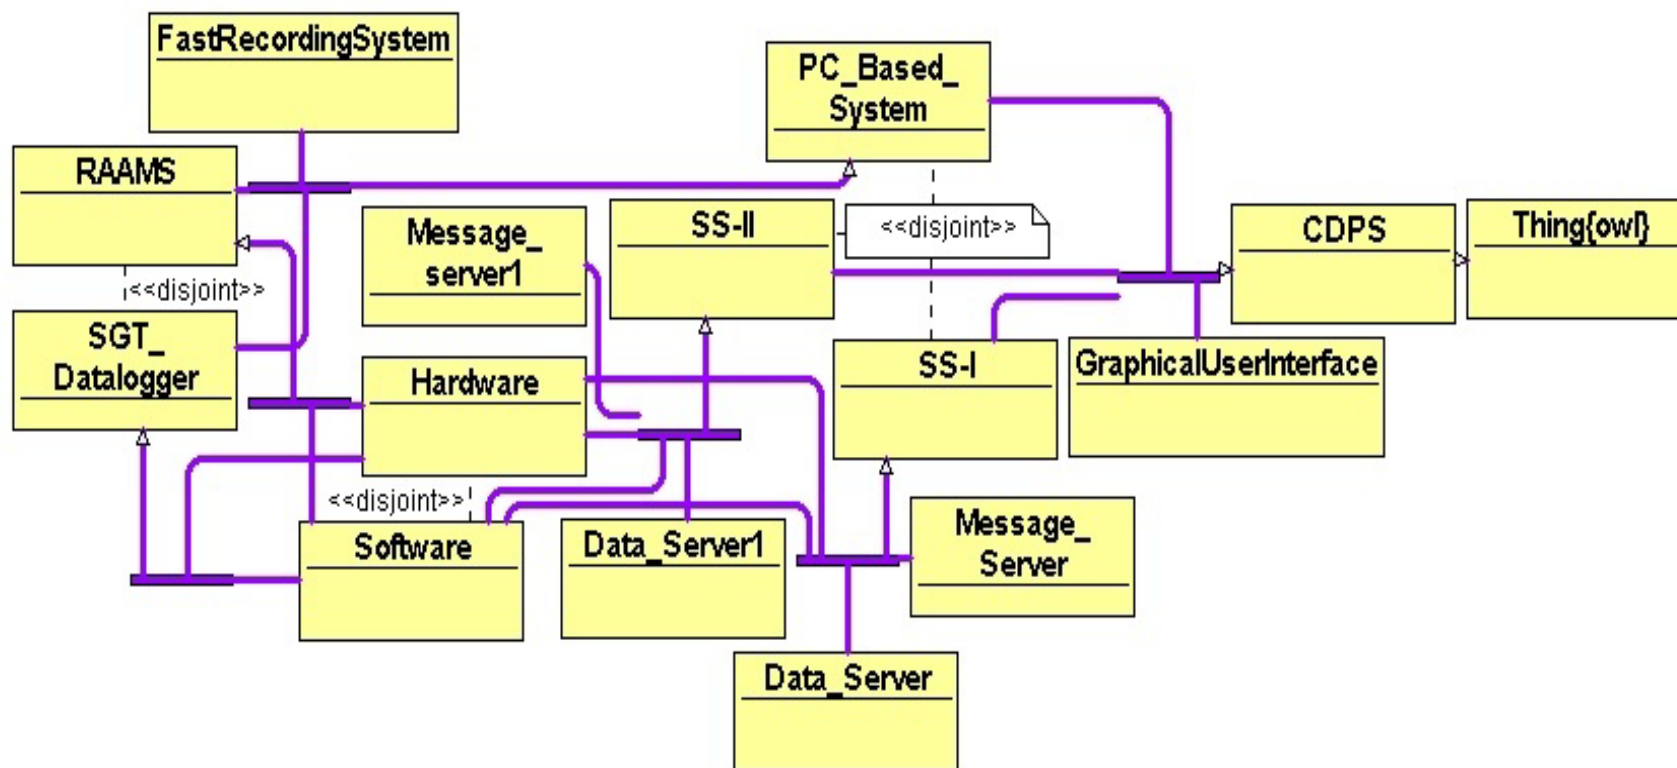 FastRecordingSystem
PC_Based_
System
RAAMS
Message_
server1
SS-II
<<disjoint>>
CDPS
Thing{owl}
<<disjoint>>
SGT_
Datalogger
Hardware
SS-I
GraphicalUserInterface
<<disjoint>>
Software
Data_Server1
Message_
Server
Data_Server